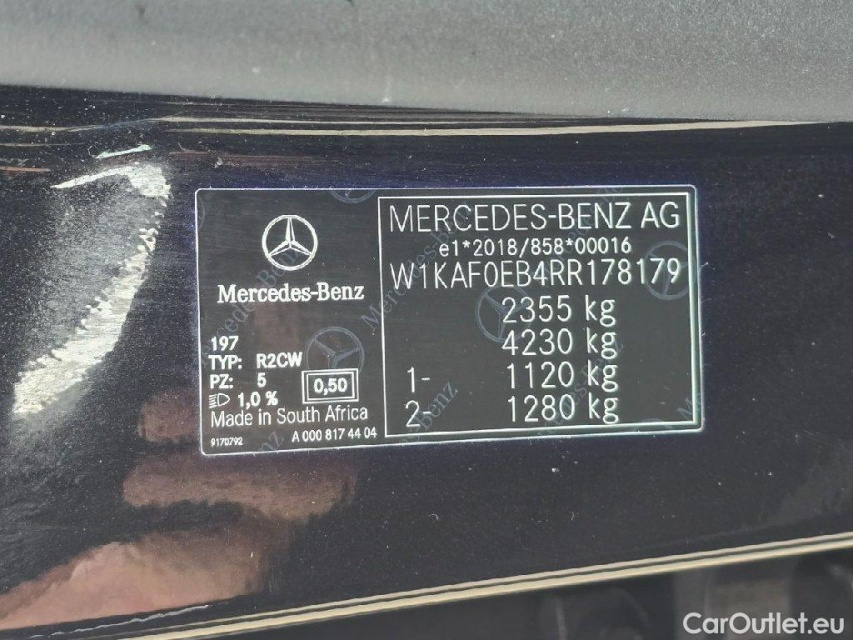 Mercedes-Benz
197
TYP: R2CW
PZ: 5
0,50
1,0 %
Made in South Africa
9170792 A 000 817 44 04
MERCEDES-BENZ AG
e1*2018/858*00016
W1KAF0EB4RR178179
2355 kg
4230 kg
1- 1120 kg
2- 1280 kg
CarOutlet.eu